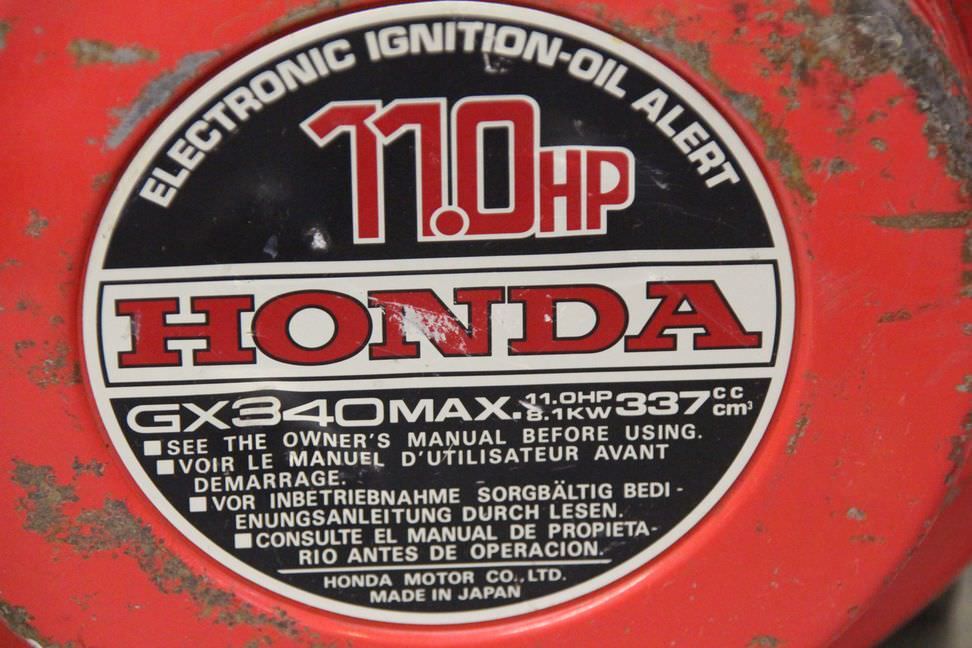 ELECTRONIC IGNITION-OIL ALERT
11.0HP
HONDA
GX340 MAX. 11.0HP 337 cc
8.1KW cm³
■SEE THE OWNER'S MANUAL BEFORE USING.
■VOIR LE MANUEL D'UTILISATEUR AVANT
DEMARRAGE.
■VOR INBETRIEBNAHME SORGBÄLTIG BEDI-
ENUNGSANLEITUNG DURCH LESEN.
■CONSULTE EL MANUAL DE PROPIETA-
RIO ANTES DE OPERACION.
HONDA MOTOR CO., LTD.
MADE IN JAPAN